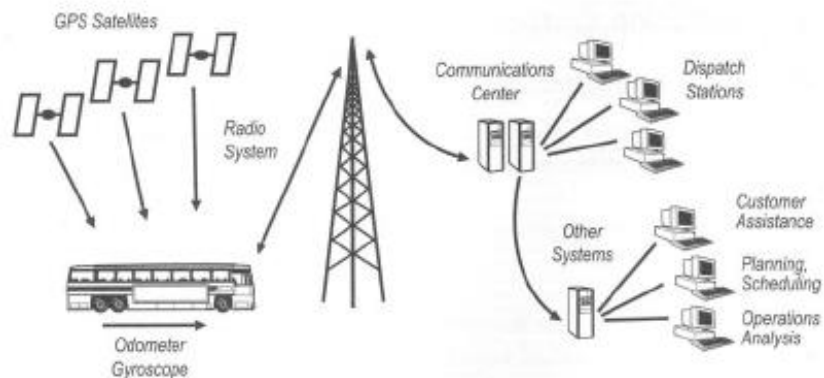 GPS Satellites
Radio
System
Communications
Center
Dispatch
Stations
Other
Systems
Customer
Assistance
Planning,
Scheduling
Operations
Analysis
Odometer
Gyroscope